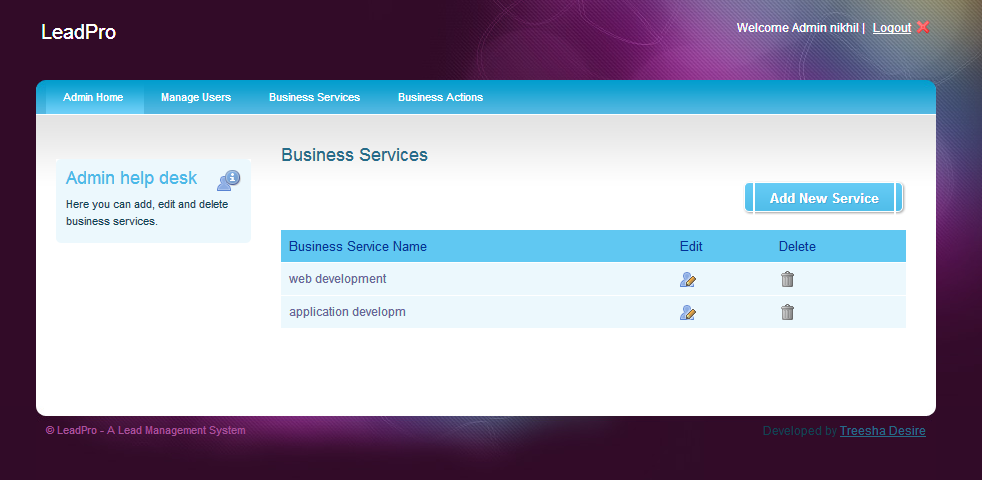 LeadPro
Welcome Admin nikhil | Logout
Admin Home Manage Users Business Services Business Actions
Business Services
Admin help desk
Here you can add, edit and delete
business services.
Add New Service
Business Service Name Edit Delete
web development
application developm
© LeadPro - A Lead Management System
Developed by Treesha Desire